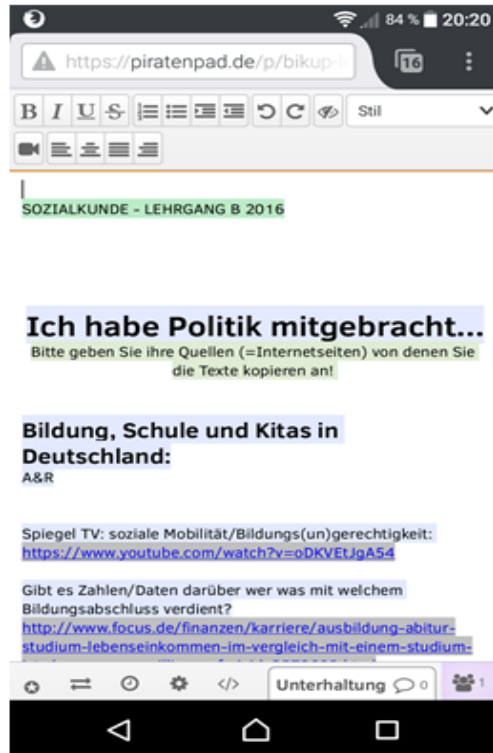 84 % 20:20
https://piratenpad.de/p/bikup-
16
B I U S Stil
SOZIALKUNDE - LEHRGANG B 2016
Ich habe Politik mitgebracht...
Bitte geben Sie ihre Quellen (=Internetseiten) von denen Sie
die Texte kopieren an!
Bildung, Schule und Kitas in
Deutschland:
A&R
Spiegel TV: soziale Mobilität/Bildungs(un)gerechtigkeit:
https://www.youtube.com/watch?v=oDKVEtJgA54
Gibt es Zahlen/Daten darüber wer was mit welchem
Bildungsabschluss verdient?
http://www.focus.de/finanzen/karriere/ausbildung-abitur-
studium-lebenseinkommen-im-vergleich-mit-einem-studium-
</> Unterhaltung 0 1